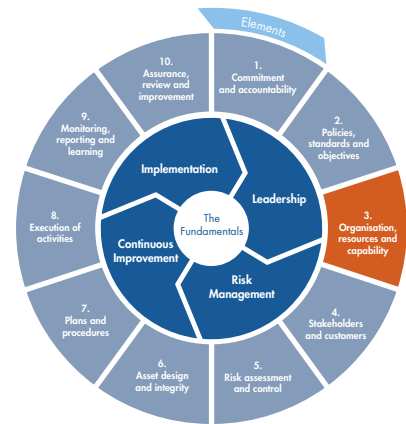 Elements
1.
Commitment
and accountability
2.
Policies,
standards and
objectives
3.
Organisation,
resources and
capability
4.
Stakeholders
and customers
5.
Risk assessment
and control
6.
Asset design
and integrity
7.
Plans and
procedures
8.
Execution of
activities
9.
Monitoring,
reporting and
learning
10.
Assurance,
review and
improvement
Implementation
Leadership
Risk
Management
Continuous
Improvement
The
Fundamentals